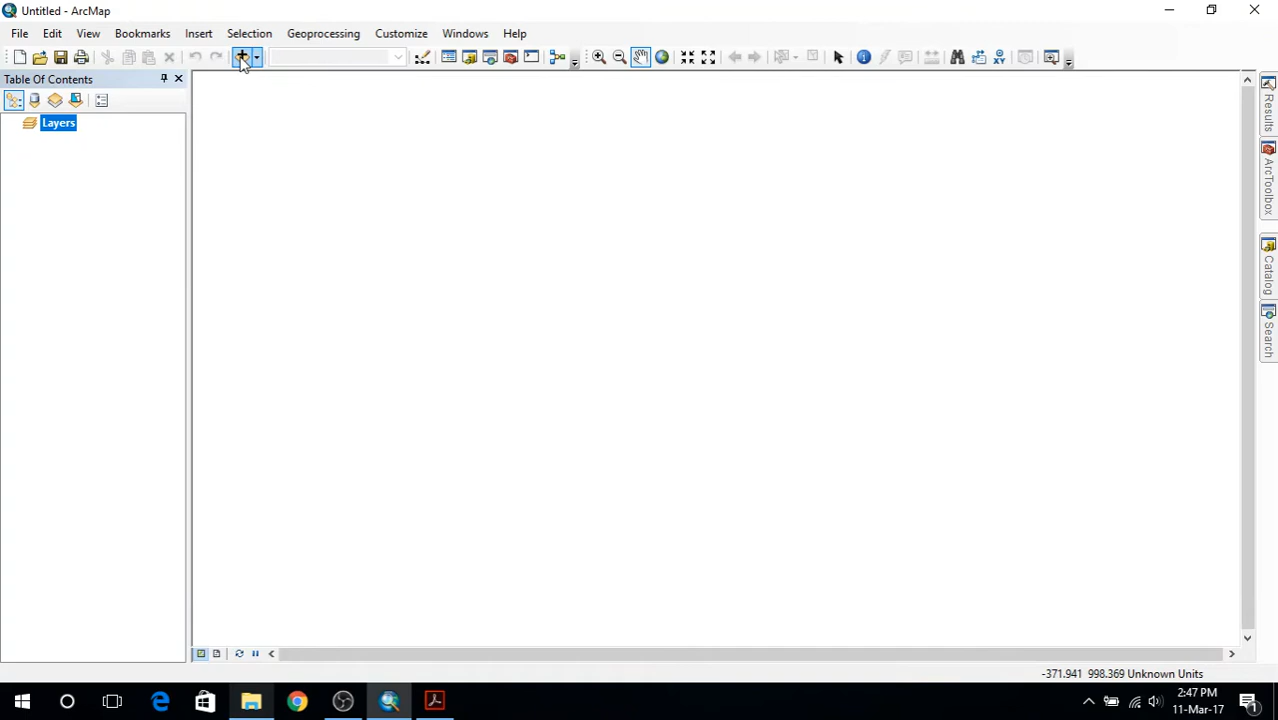 Untitled - ArcMap
File Edit View Bookmarks Insert Selection Geoprocessing Customize Windows Help
Table Of Contents
Layers
Results
ArcToolbox
Catalog
Search
-371.941 998.369 Unknown Units
2:47 PM
11-Mar-17
1